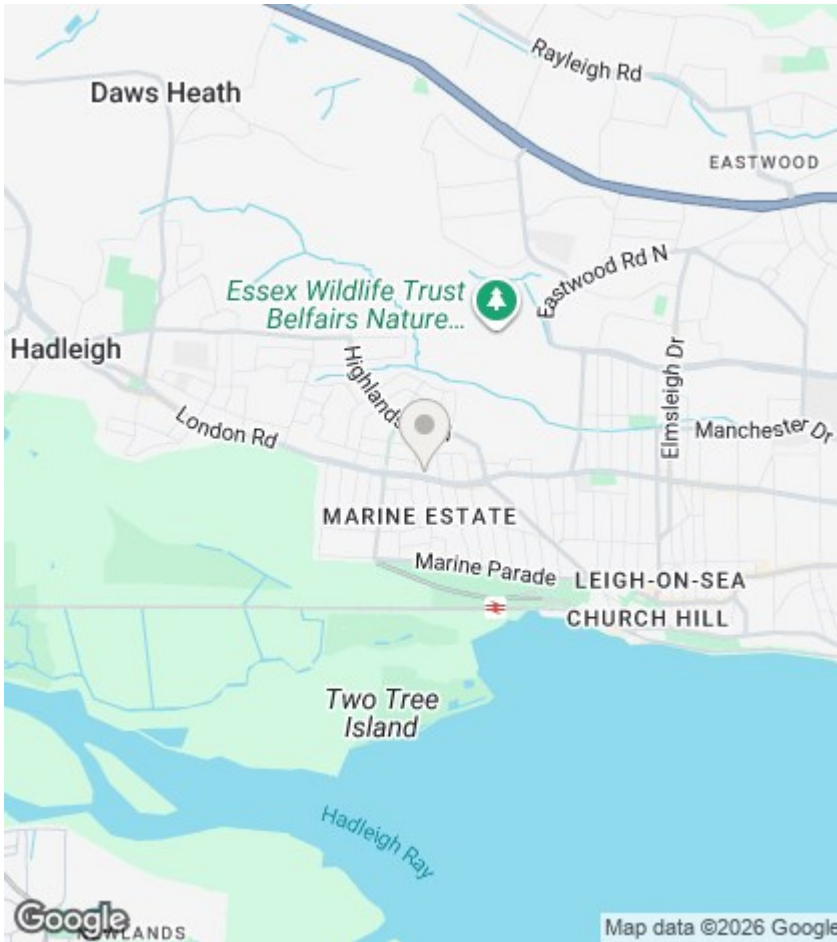 Rayleigh Rd
Daws Heath
EASTWOOD
Eastwood Rd N
Essex Wildlife Trust
Belfairs Nature...
Hadleigh
Highlands
Elmsleigh Dr
London Rd
Manchester Dr
MARINE ESTATE
Marine Parade
LEIGH-ON-SEA
CHURCH HILL
Two Tree
Island
Hadleigh Ray
Google
Map data ©2026 Google